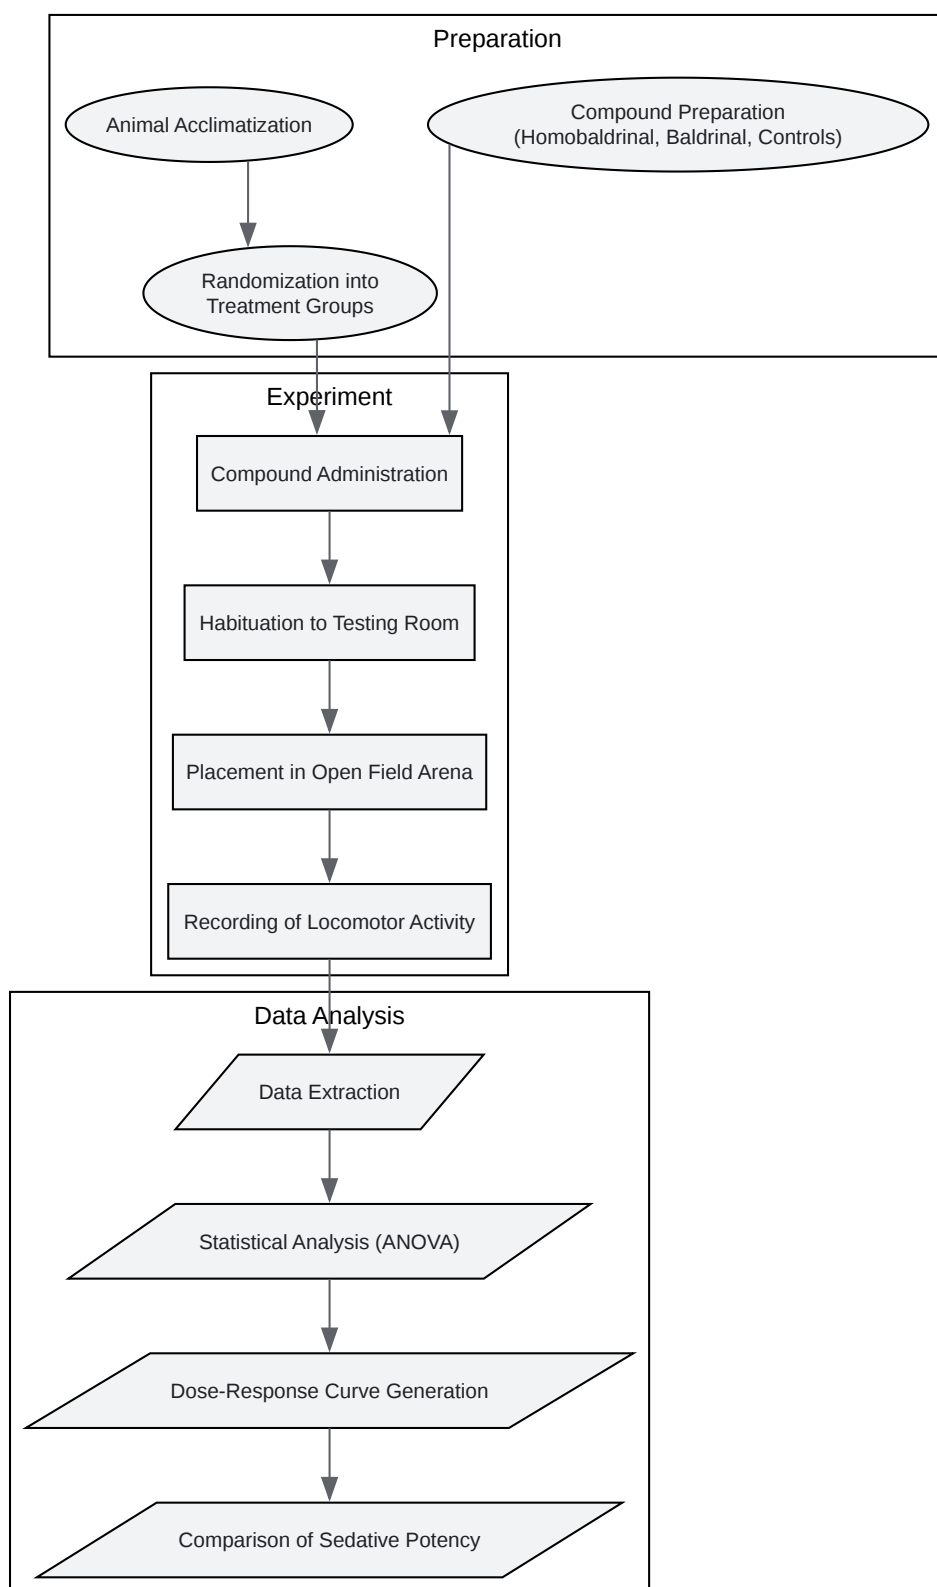 Preparation
Animal Acclimatization
Compound Preparation
(Homobaldrinal, Baldrinal, Controls)
Randomization into
Treatment Groups
Experiment
Compound Administration
Habituation to Testing Room
Placement in Open Field Arena
Recording of Locomotor Activity
Data Analysis
Data Extraction
Statistical Analysis (ANOVA)
Dose-Response Curve Generation
Comparison of Sedative Potency